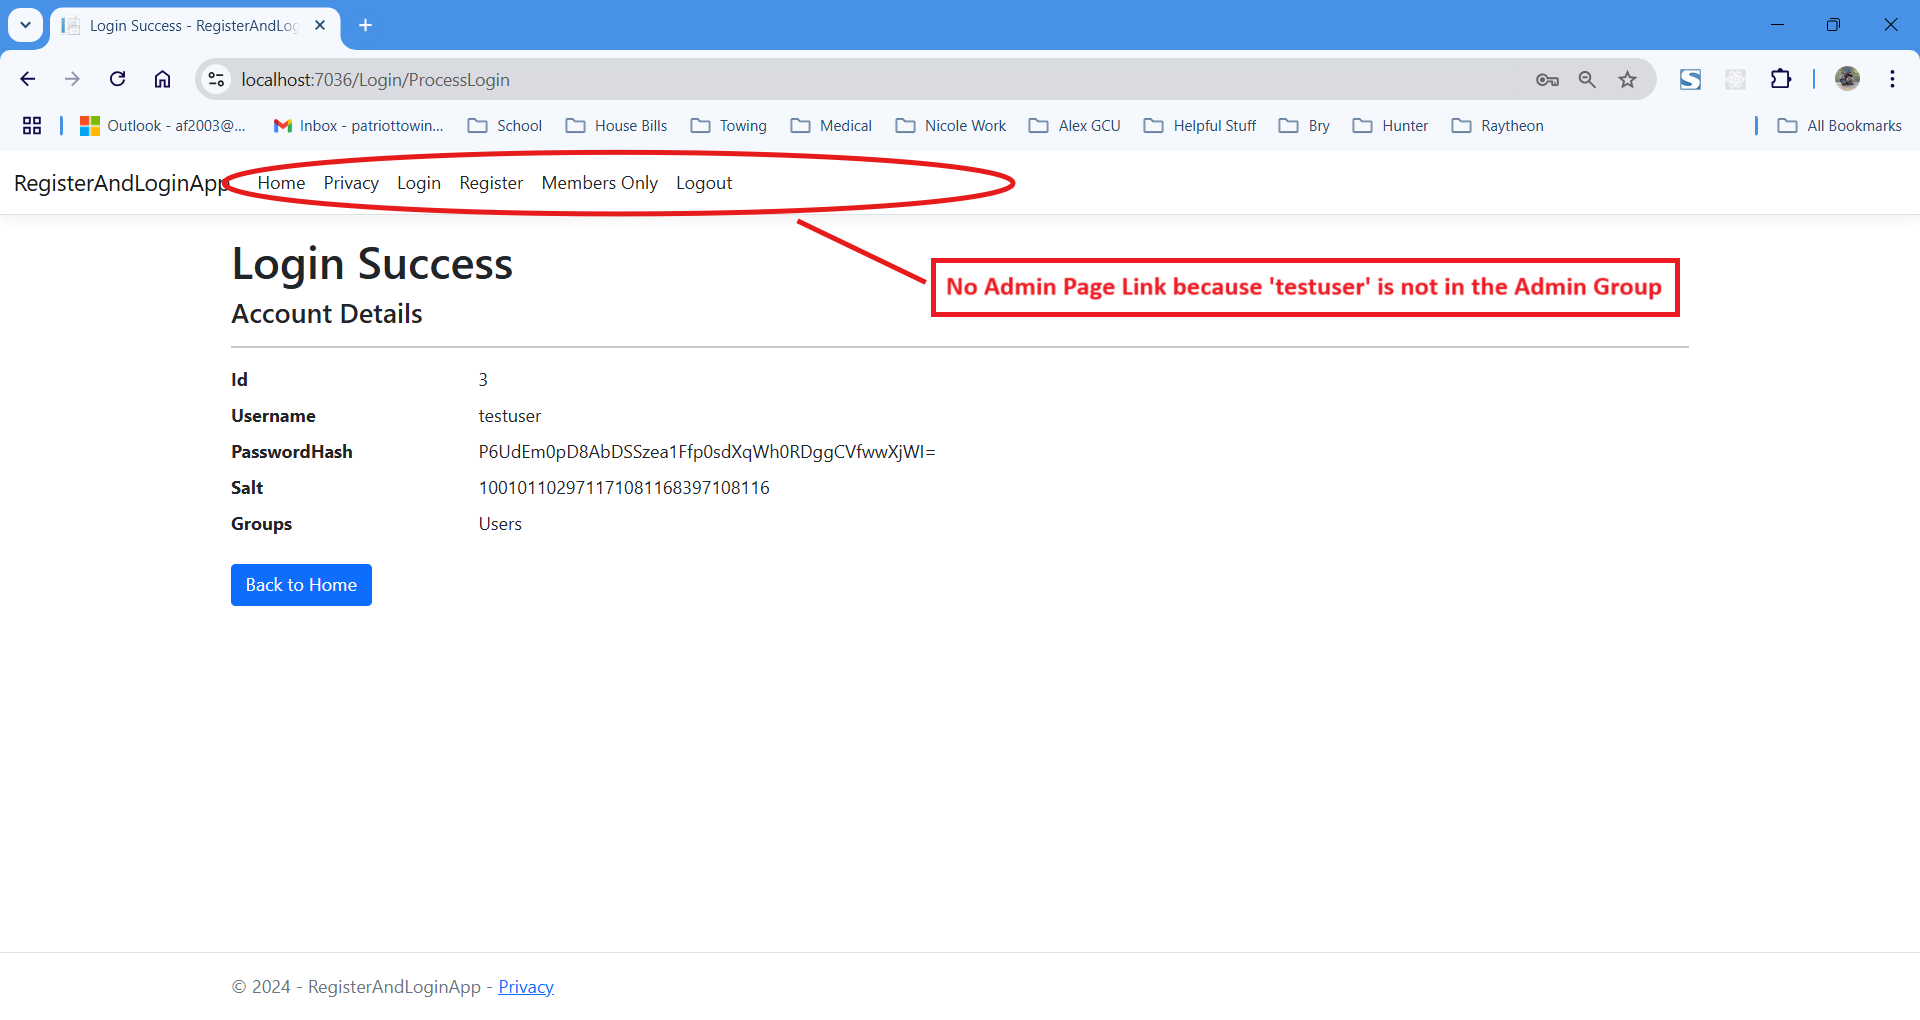 Login Success - RegisterAndLog
localhost:7036/Login/ProcessLogin
Outlook - af2003@... Inbox - patriottowin... School House Bills Towing Medical Nicole Work Alex GCU Helpful Stuff Bry Hunter Raytheon All Bookmarks
RegisterAndLoginApp Home Privacy Login Register Members Only Logout
Login Success
No Admin Page Link because 'testuser' is not in the Admin Group
Account Details
Id 3
Username testuser
PasswordHash P6UdEm0pD8AbDSSzea1Ffp0sdXqWh0RDggCVfwwXjWI=
Salt 1001011029711710811683971​08116
Groups Users
Back to Home
© 2024 - RegisterAndLoginApp - Privacy